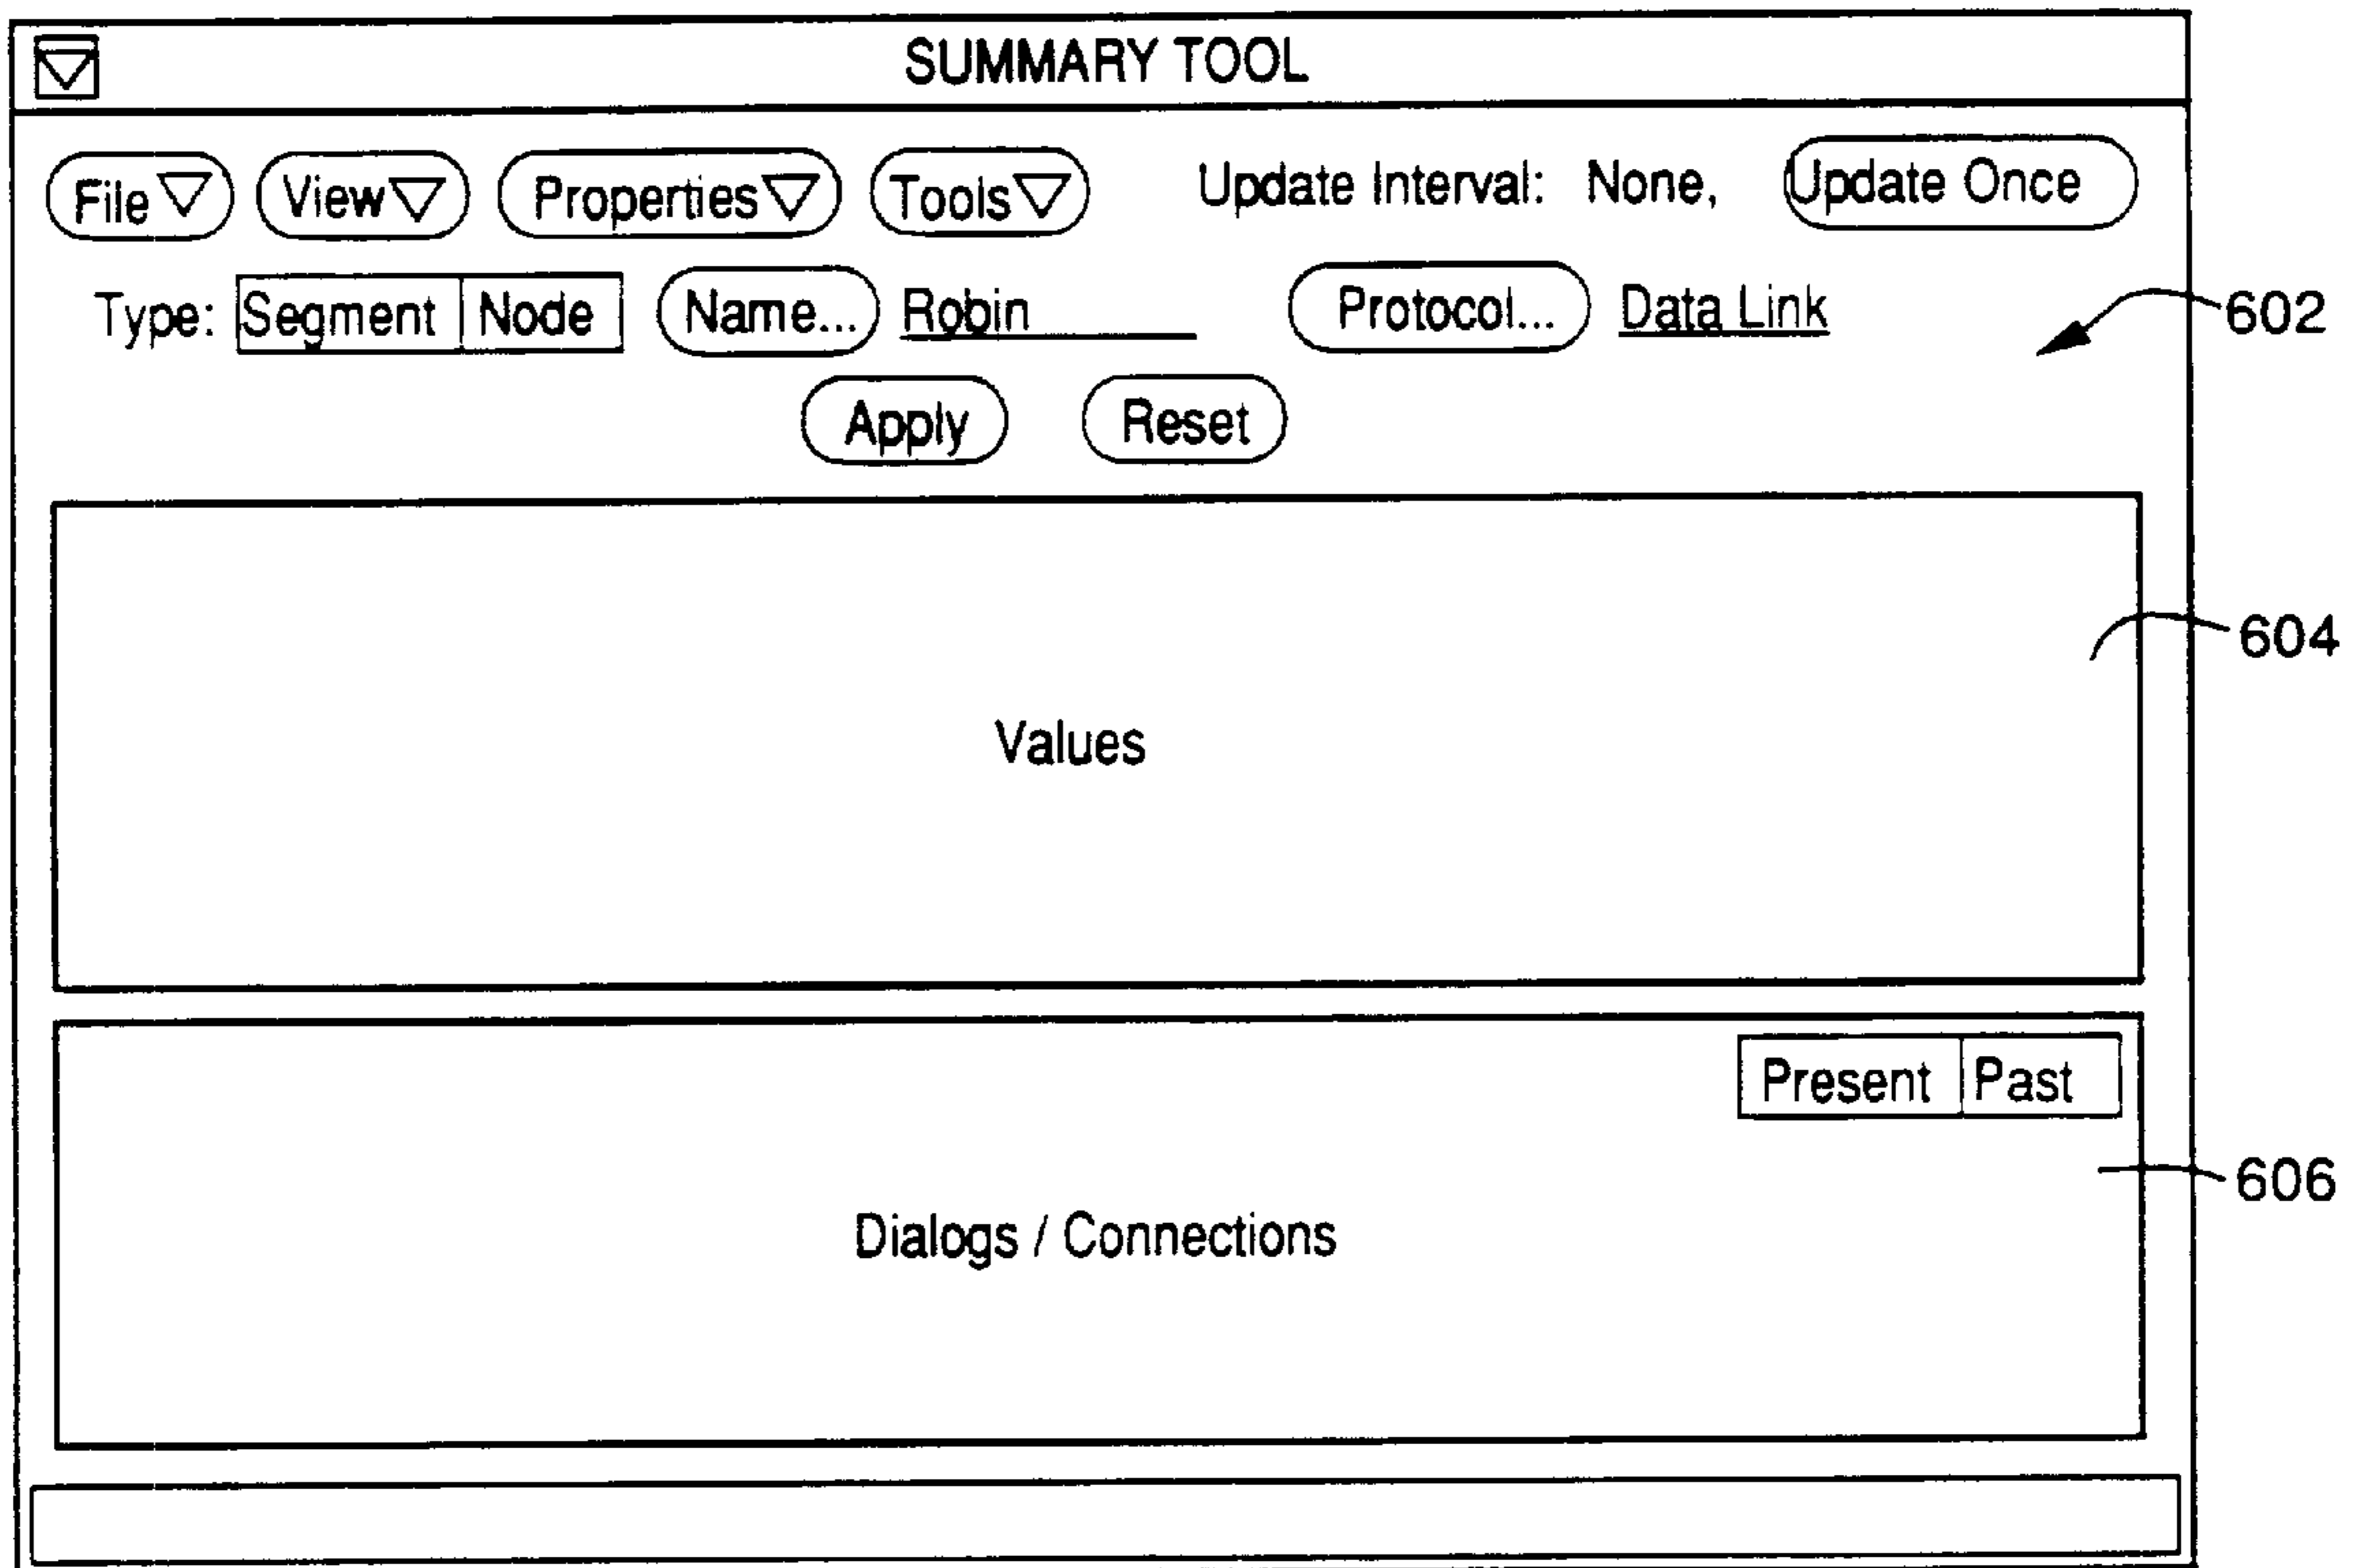 SUMMARY TOOL
File View Properties Tools Update Interval: None, Update Once
Type: Segment Node Name... Robin Protocol... Data Link
602
Apply Reset
604
Values
Present Past
606
Dialogs / Connections